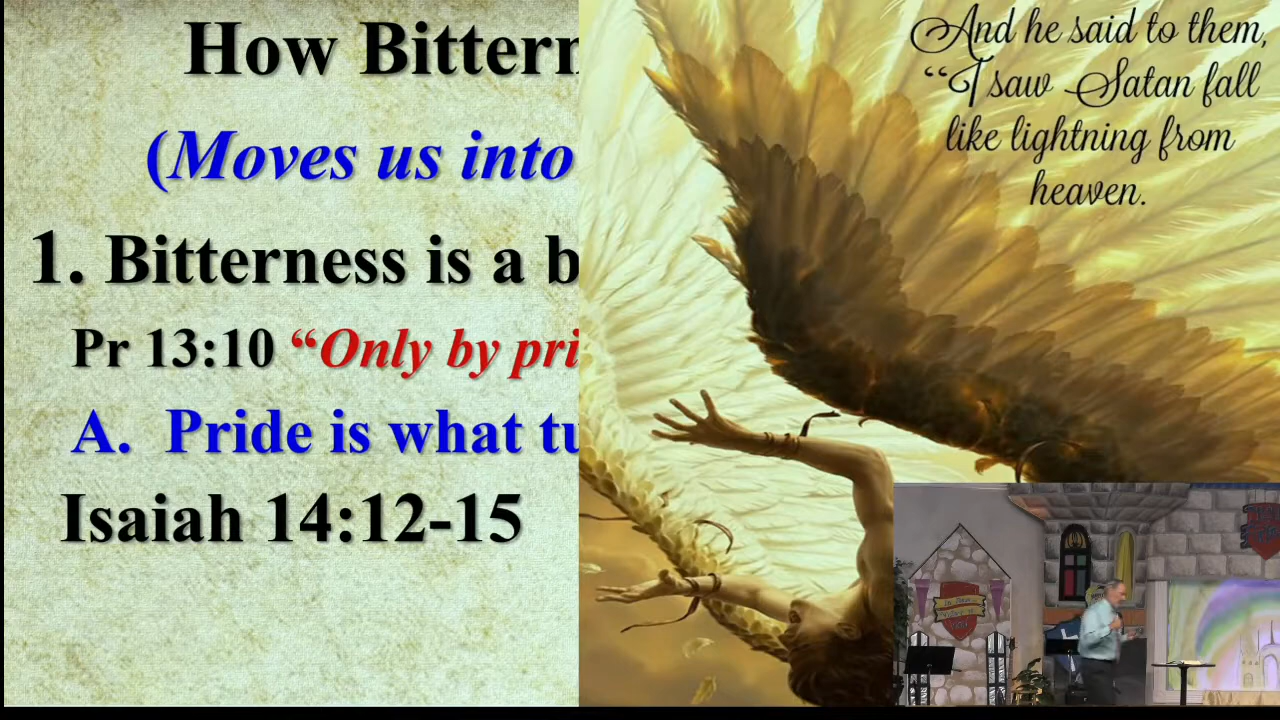 How Bittern
(Moves us into
1. Bitterness is a b
Pr 13:10 “Only by pri
A. Pride is what tu
Isaiah 14:12-15
And he said to them,
“I saw Satan fall
like lightning from
heaven.